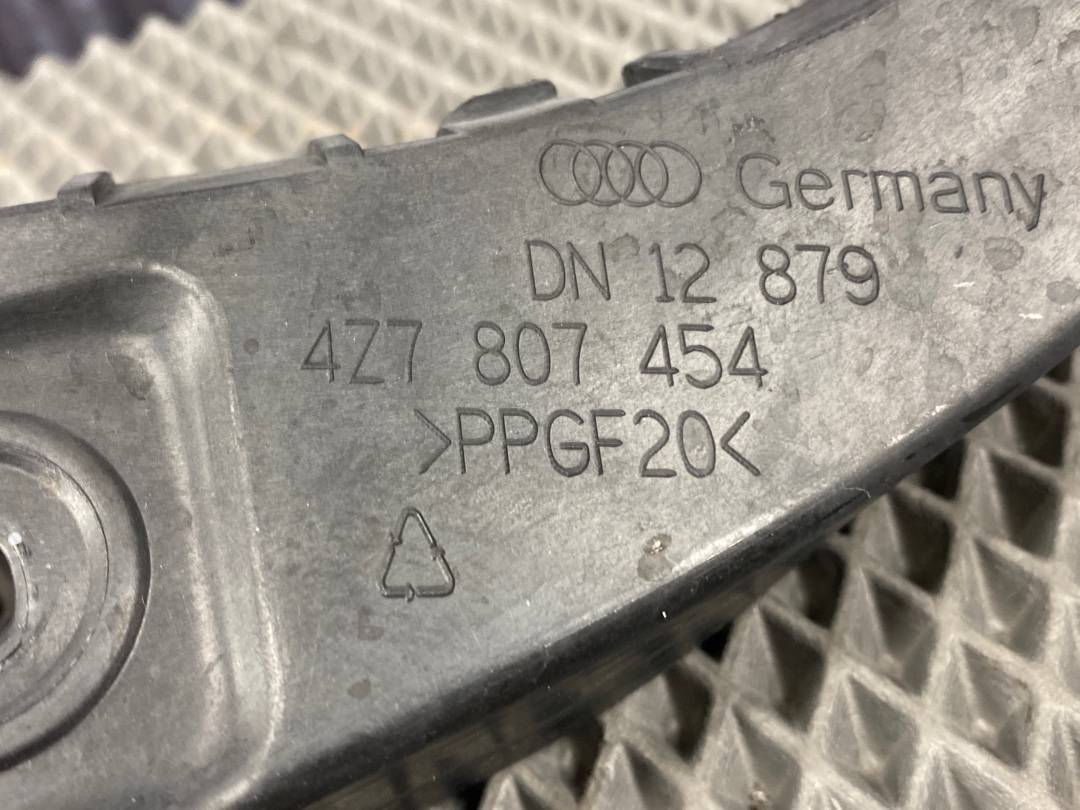 Germany
DN 12 879
4Z7 807 454
>PPGF20<